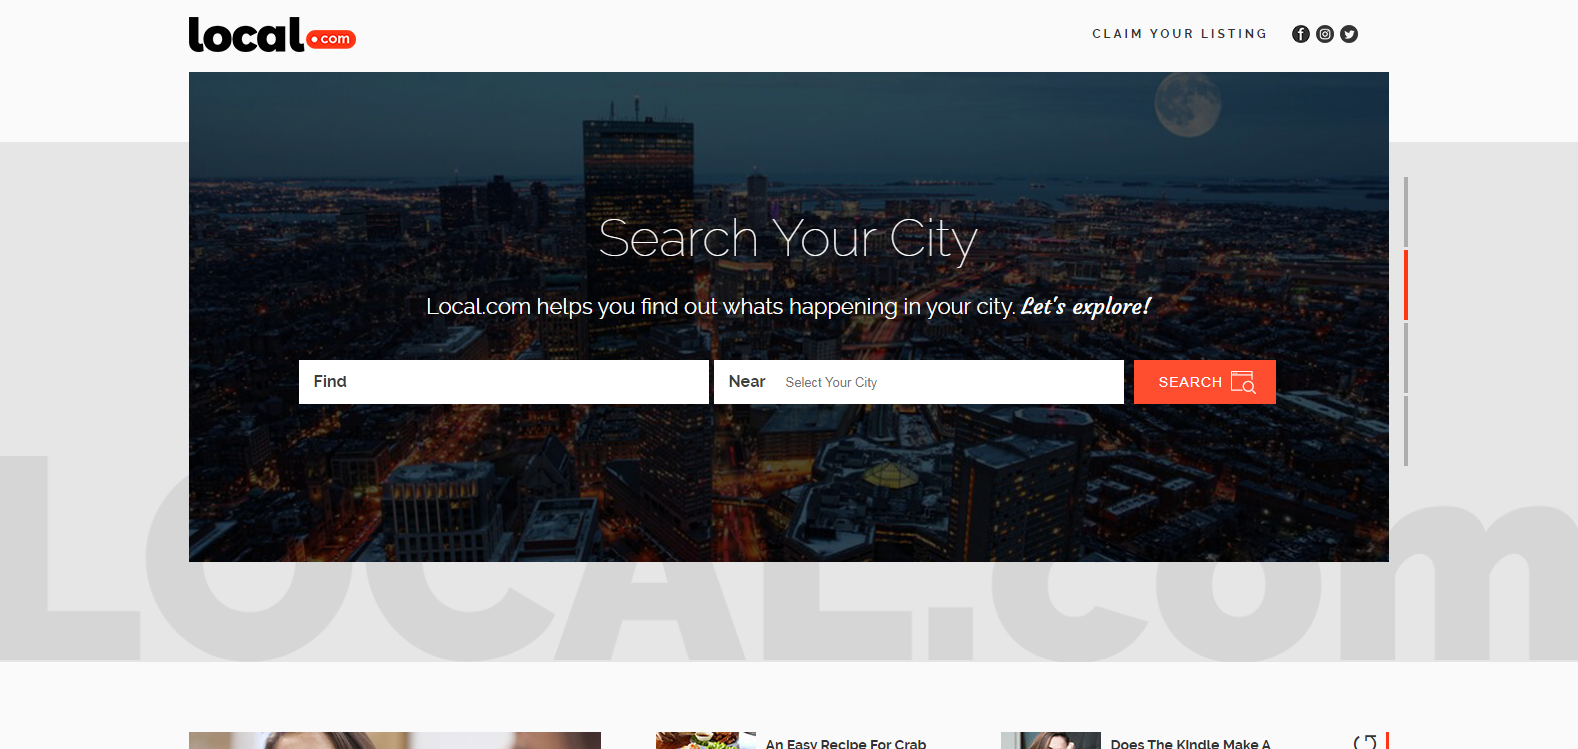 local.com
CLAIM YOUR LISTING
Search Your City
Local.com helps you find out whats happening in your city. Let's explore!
Find
Near Select Your City
SEARCH
LOCAL.com
An Easy Recipe For Crab
Does The Kindle Make A